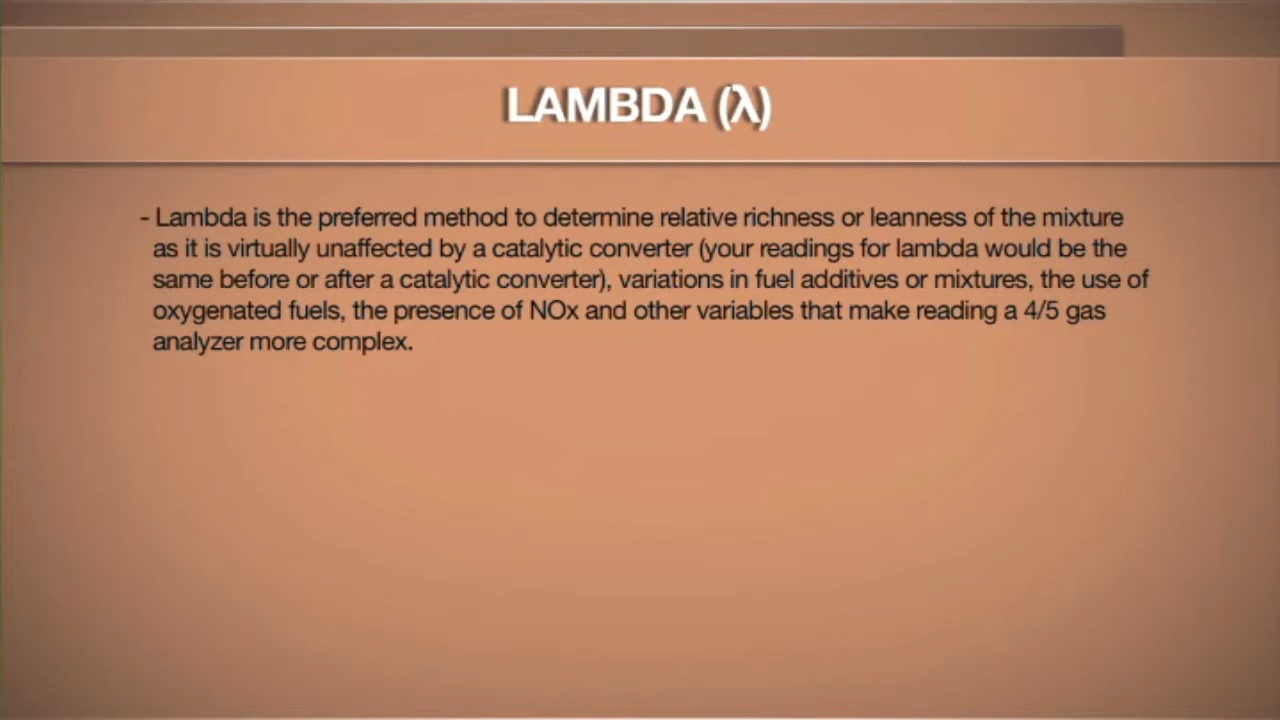 LAMBDA (λ)
- Lambda is the preferred method to determine relative richness or leanness of the mixture
as it is virtually unaffected by a catalytic converter (your readings for lambda would be the
same before or after a catalytic converter), variations in fuel additives or mixtures, the use of
oxygenated fuels, the presence of NOx and other variables that make reading a 4/5 gas
analyzer more complex.